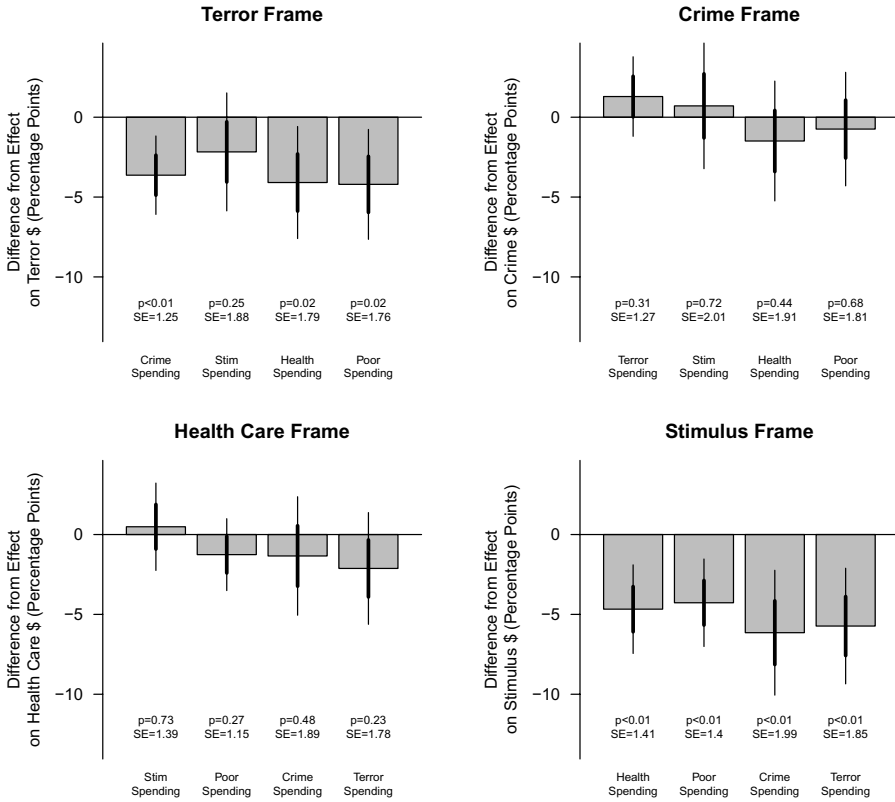 Terror Frame
Difference from Effect
on Terror $ (Percentage Points)
0
−5
−10
p<0.01
SE=1.25
p=0.25
SE=1.88
p=0.02
SE=1.79
p=0.02
SE=1.76
Crime
Spending
Stim
Spending
Health
Spending
Poor
Spending
Crime Frame
Difference from Effect
on Crime $ (Percentage Points)
0
−5
−10
p=0.31
SE=1.27
p=0.72
SE=2.01
p=0.44
SE=1.91
p=0.68
SE=1.81
Terror
Spending
Stim
Spending
Health
Spending
Poor
Spending
Health Care Frame
Difference from Effect
on Health Care $ (Percentage Points)
0
−5
−10
p=0.73
SE=1.39
p=0.27
SE=1.15
p=0.48
SE=1.89
p=0.23
SE=1.78
Stim
Spending
Poor
Spending
Crime
Spending
Terror
Spending
Stimulus Frame
Difference from Effect
on Stimulus $ (Percentage Points)
0
−5
−10
p<0.01
SE=1.41
p<0.01
SE=1.4
p<0.01
SE=1.99
p<0.01
SE=1.85
Health
Spending
Poor
Spending
Crime
Spending
Terror
Spending